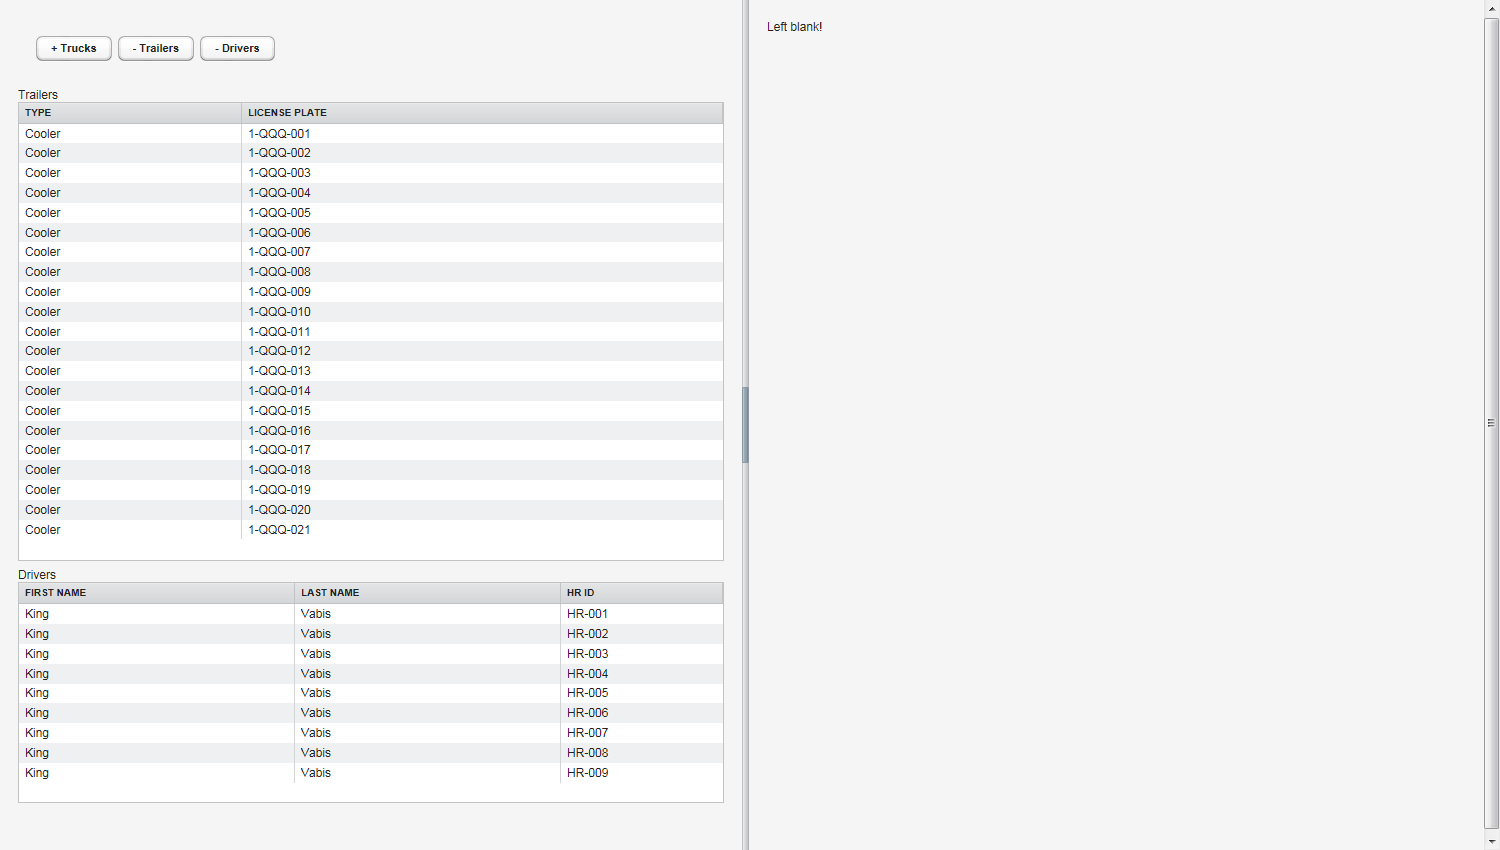 + Trucks - Trailers - Drivers
Left blank!
Trailers
TYPE LICENSE PLATE
Cooler 1-QQQ-001
Cooler 1-QQQ-002
Cooler 1-QQQ-003
Cooler 1-QQQ-004
Cooler 1-QQQ-005
Cooler 1-QQQ-006
Cooler 1-QQQ-007
Cooler 1-QQQ-008
Cooler 1-QQQ-009
Cooler 1-QQQ-010
Cooler 1-QQQ-011
Cooler 1-QQQ-012
Cooler 1-QQQ-013
Cooler 1-QQQ-014
Cooler 1-QQQ-015
Cooler 1-QQQ-016
Cooler 1-QQQ-017
Cooler 1-QQQ-018
Cooler 1-QQQ-019
Cooler 1-QQQ-020
Cooler 1-QQQ-021
Drivers
FIRST NAME LAST NAME HR ID
King Vabis HR-001
King Vabis HR-002
King Vabis HR-003
King Vabis HR-004
King Vabis HR-005
King Vabis HR-006
King Vabis HR-007
King Vabis HR-008
King Vabis HR-009